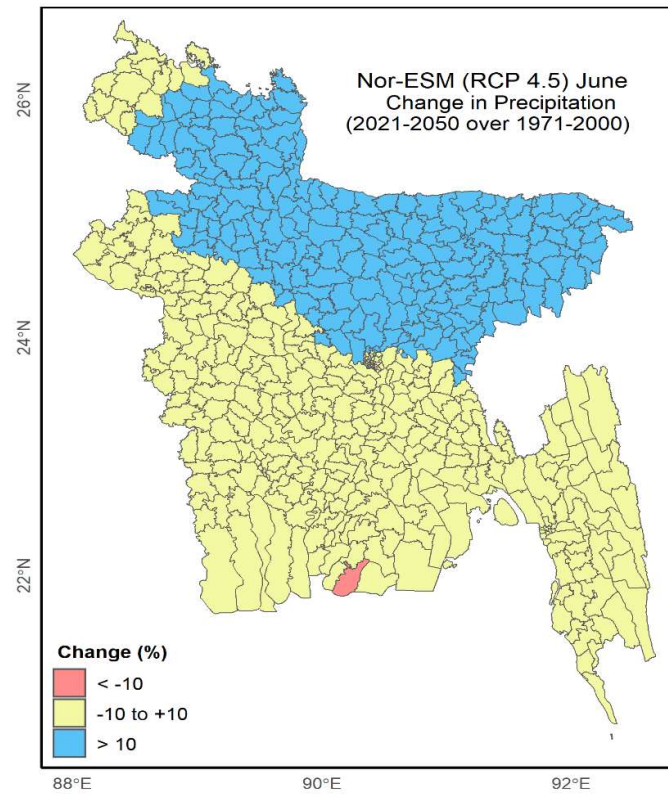 Nor-ESM (RCP 4.5) June
Change in Precipitation
(2021-2050 over 1971-2000)
26°N
24°N
22°N
Change (%)
< -10
-10 to +10
> 10
88°E
90°E
92°E